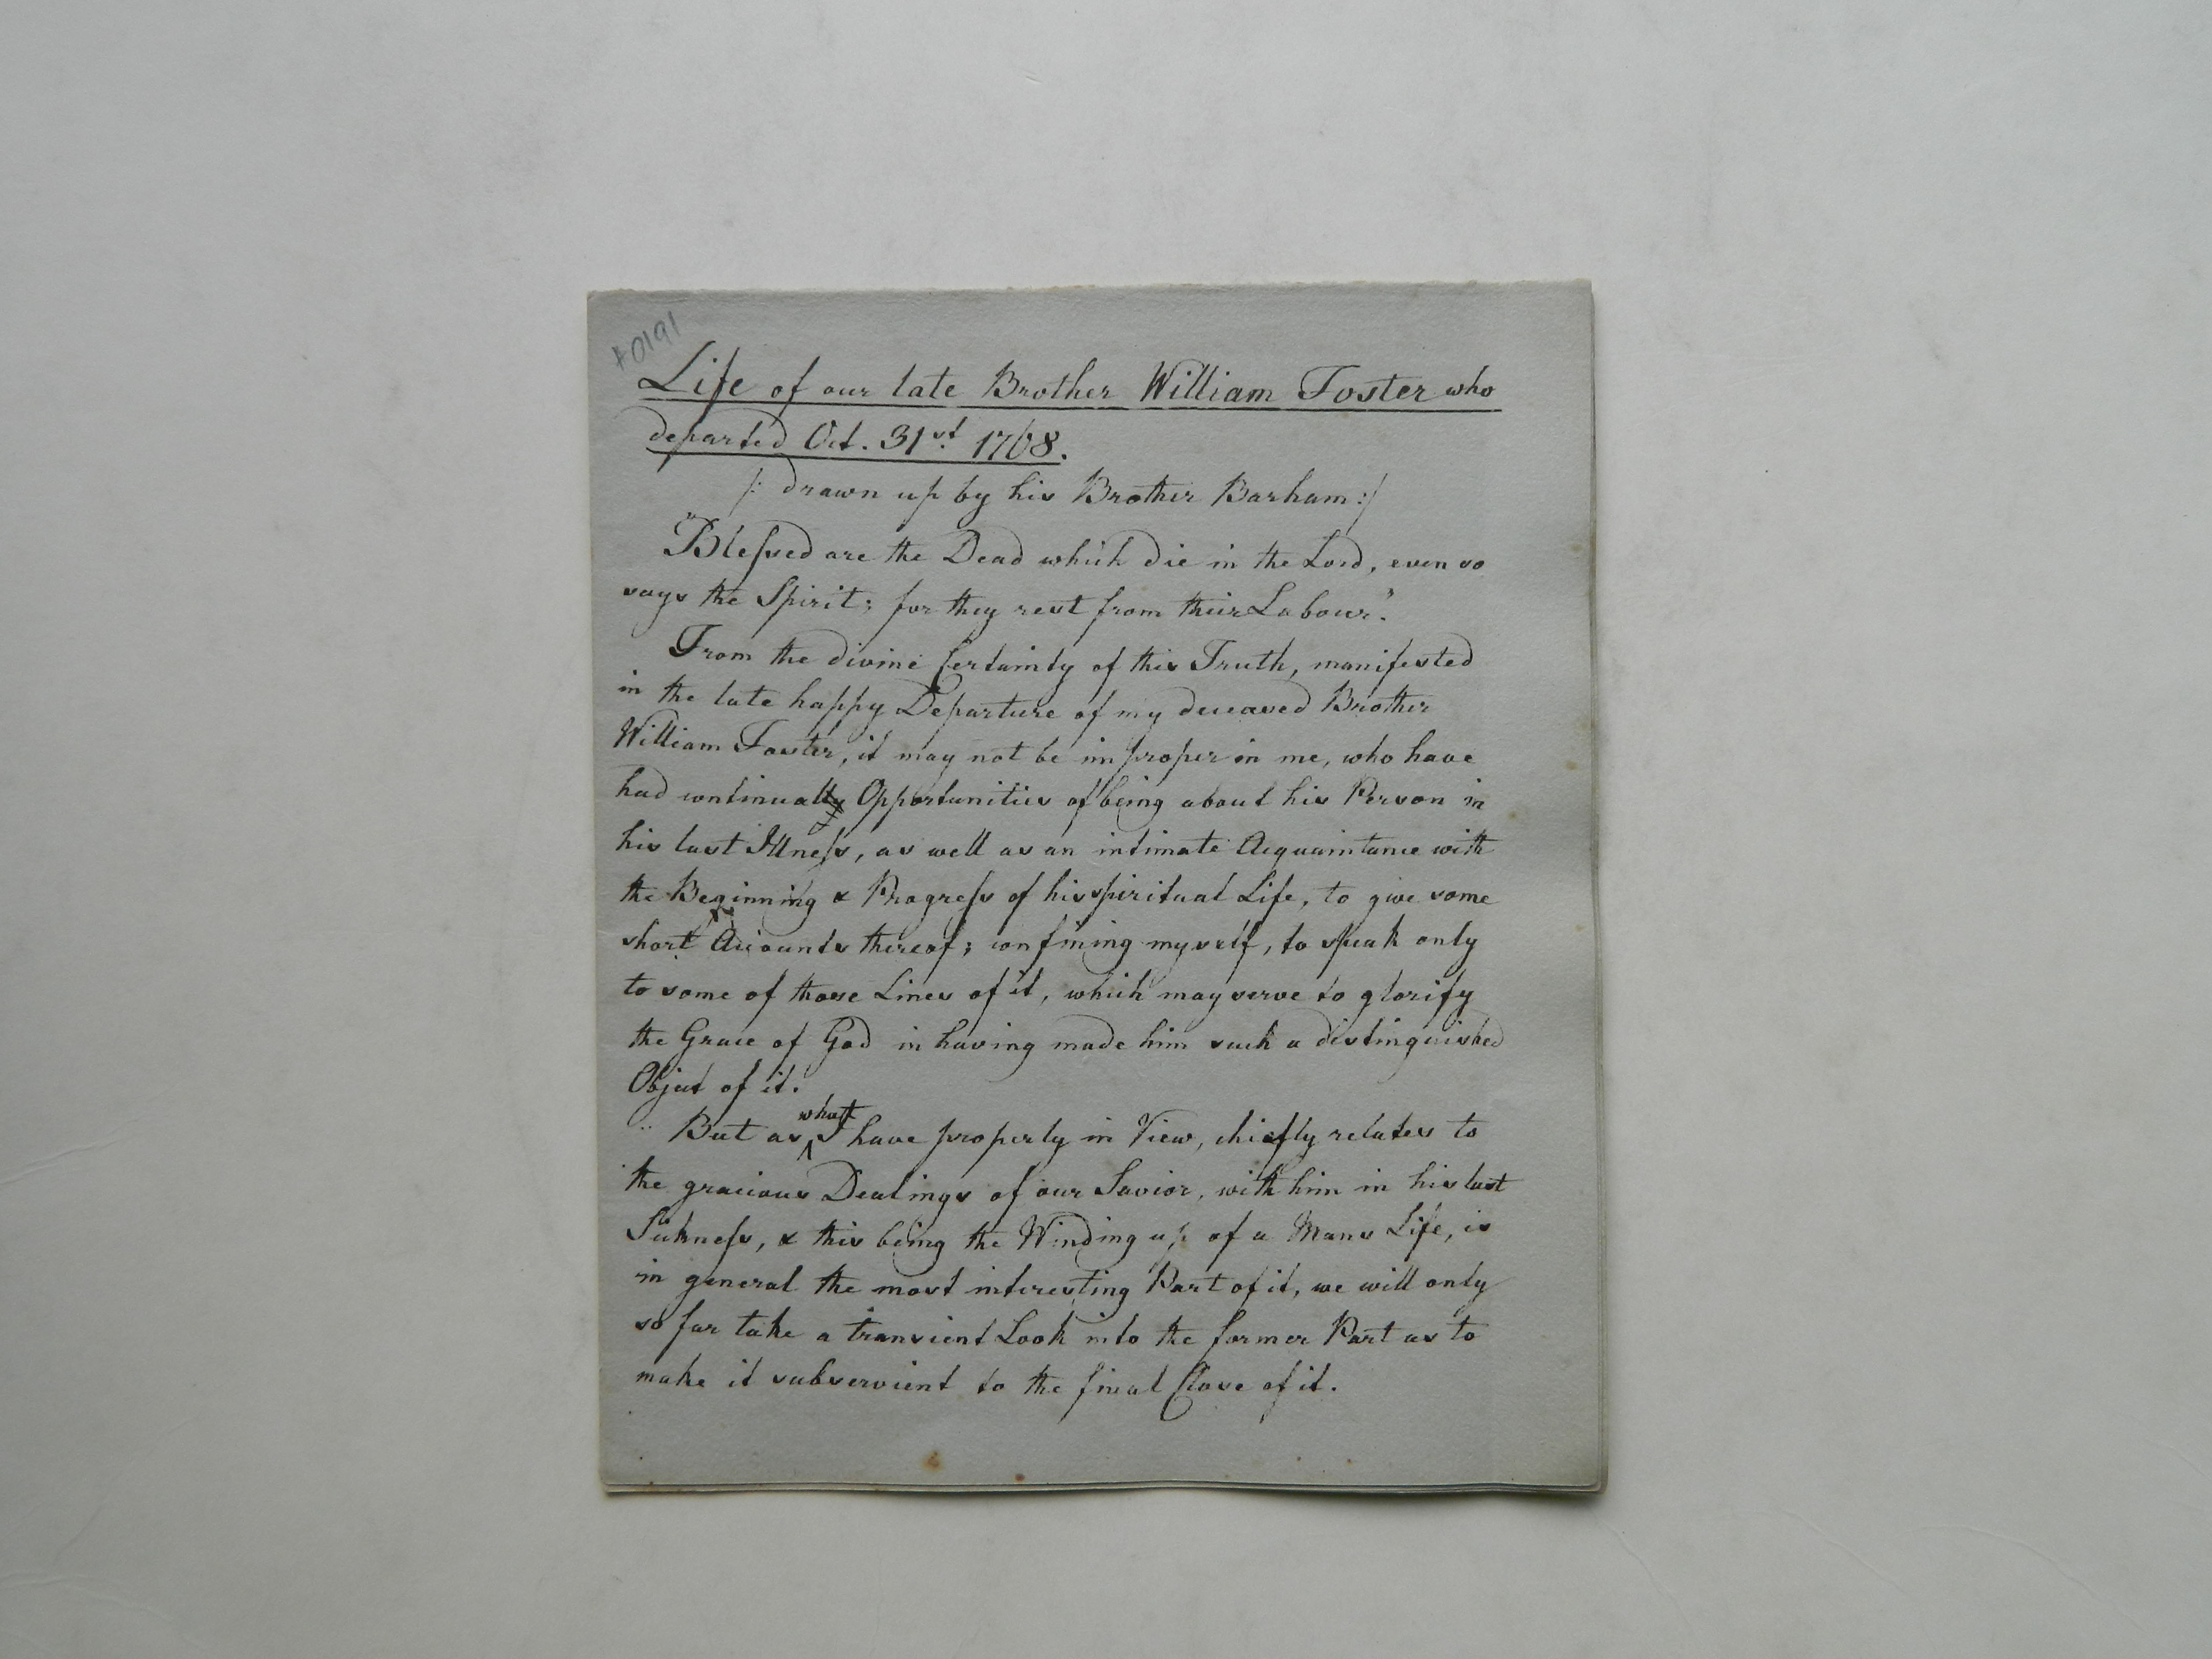 #0191
Life of our late Brother William Foster who
departed Oct. 31st. 1768.
/: drawn up by his Brother Barham :/
"Blessed are the Dead which die in the Lord, even so
says the Spirit; for they rest from their Labour".
From the divine Certainty of this Truth, manifested
in the late happy Departure of my deceased Brother
William Foster, it may not be improper in me, who have
had continual Opportunities of being about his Person in
his last Illness, as well as an intimate Acquaintance with
the Beginning & Progress of his spiritual Life, to give some
short Accounts thereof; confining myself, to speak only
to some of those Lines of it, which may serve to glorify
the Grace of God in having made him such a distinguished
Object of it.
But as what I have properly in View, chiefly relates to
the gracious Dealings of our Savior, with him in his last
Sickness, & this being the Winding up of a Mans Life, is
in general the most interesting Part of it, we will only
so far take a transient Look into the former Part as to
make it subservient to the final Close of it.